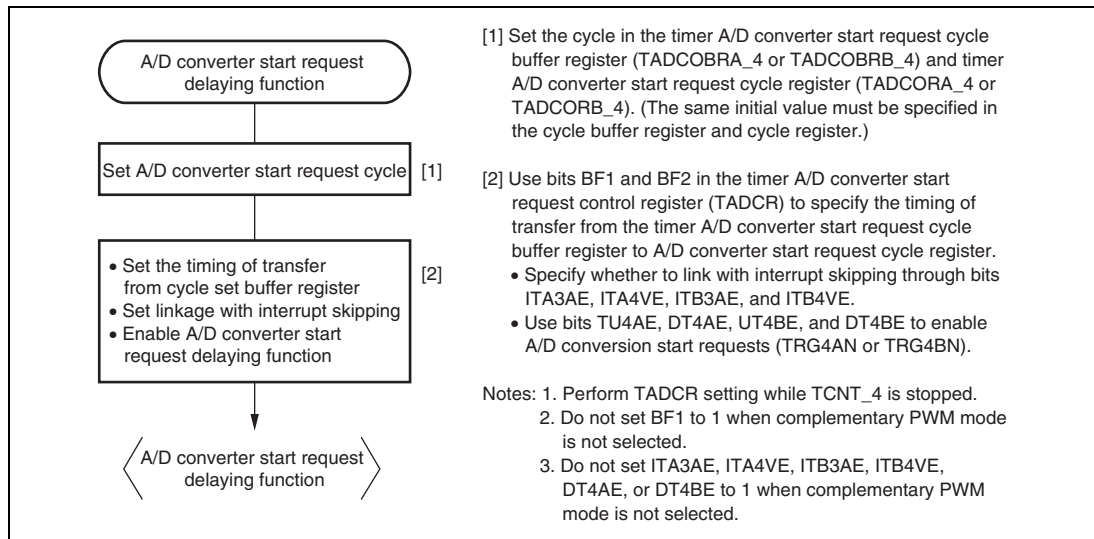 A/D converter start request
delaying function
Set A/D converter start request cycle
[1]
• Set the timing of transfer
from cycle set buffer register
• Set linkage with interrupt skipping
• Enable A/D converter start
request delaying function
[2]
A/D converter start request
delaying function
[1] Set the cycle in the timer A/D converter start request cycle
buffer register (TADCOBRA_4 or TADCOBRB_4) and timer
A/D converter start request cycle register (TADCORA_4 or
TADCORB_4). (The same initial value must be specified in
the cycle buffer register and cycle register.)
[2] Use bits BF1 and BF2 in the timer A/D converter start
request control register (TADCR) to specify the timing of
transfer from the timer A/D converter start request cycle
buffer register to A/D converter start request cycle register.
• Specify whether to link with interrupt skipping through bits
ITA3AE, ITA4VE, ITB3AE, and ITB4VE.
• Use bits TU4AE, DT4AE, UT4BE, and DT4BE to enable
A/D conversion start requests (TRG4AN or TRG4BN).
Notes: 1. Perform TADCR setting while TCNT_4 is stopped.
2. Do not set BF1 to 1 when complementary PWM mode
is not selected.
3. Do not set ITA3AE, ITA4VE, ITB3AE, ITB4VE,
DT4AE, or DT4BE to 1 when complementary PWM
mode is not selected.